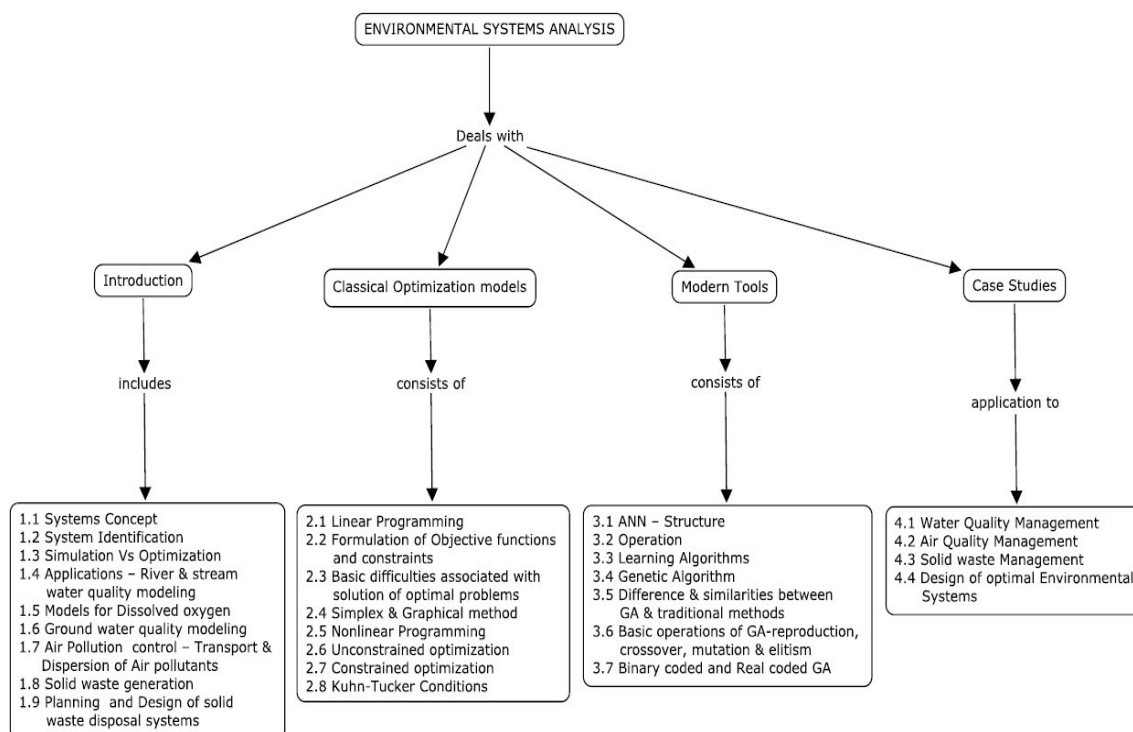 ENVIRONMENTAL SYSTEMS ANALYSIS
Deals with
Introduction
Classical Optimization models
Modern Tools
Case Studies
includes
consists of
consists of
application to
1.1 Systems Concept
1.2 System Identification
1.3 Simulation Vs Optimization
1.4 Applications – River & stream
water quality modeling
1.5 Models for Dissolved oxygen
1.6 Ground water quality modeling
1.7 Air Pollution control – Transport &
Dispersion of Air pollutants
1.8 Solid waste generation
1.9 Planning and Design of solid
waste disposal systems
2.1 Linear Programming
2.2 Formulation of Objective functions
and constraints
2.3 Basic difficulties associated with
solution of optimal problems
2.4 Simplex & Graphical method
2.5 Nonlinear Programming
2.6 Unconstrained optimization
2.7 Constrained optimization
2.8 Kuhn-Tucker Conditions
3.1 ANN – Structure
3.2 Operation
3.3 Learning Algorithms
3.4 Genetic Algorithm
3.5 Difference & similarities between
GA & traditional methods
3.6 Basic operations of GA-reproduction,
crossover, mutation & elitism
3.7 Binary coded and Real coded GA
4.1 Water Quality Management
4.2 Air Quality Management
4.3 Solid waste Management
4.4 Design of optimal Environmental
Systems